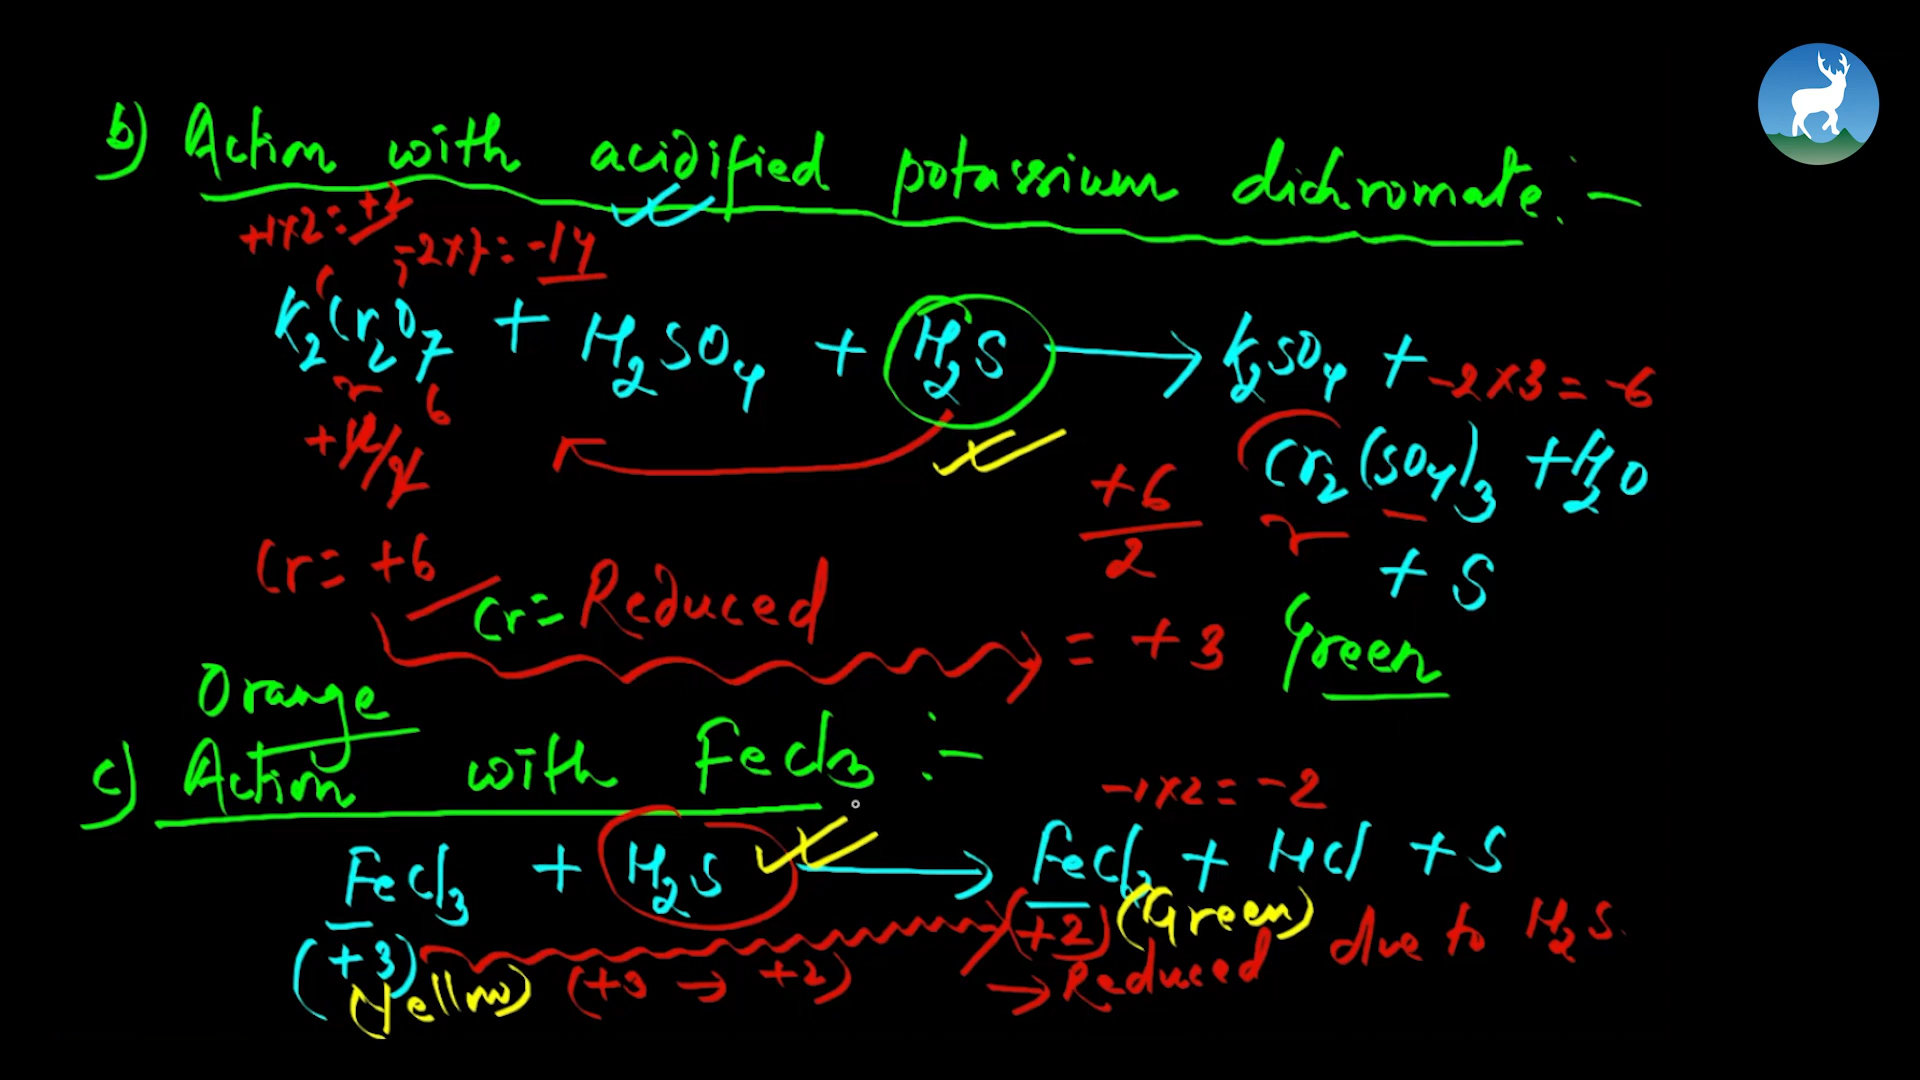 b) Action with acidified potassium dichromate :-
+1×2=+2 -2×7=-14
K2Cr2O7 + H2SO4 + H2S → K2SO4 + -2×3=-6
Cr2(SO4)3 + H2O
+ S
6
+12/2
+6/2
Cr = +6
Cr = Reduced
= +3
Green
Orange
c) Action with FeCl3 :-
-1×2=-2
FeCl3 + H2S → FeCl2 + HCl + S
(+3) (+2) (Green)
(Yellow) (+3 → +2) → Reduced due to H2S.